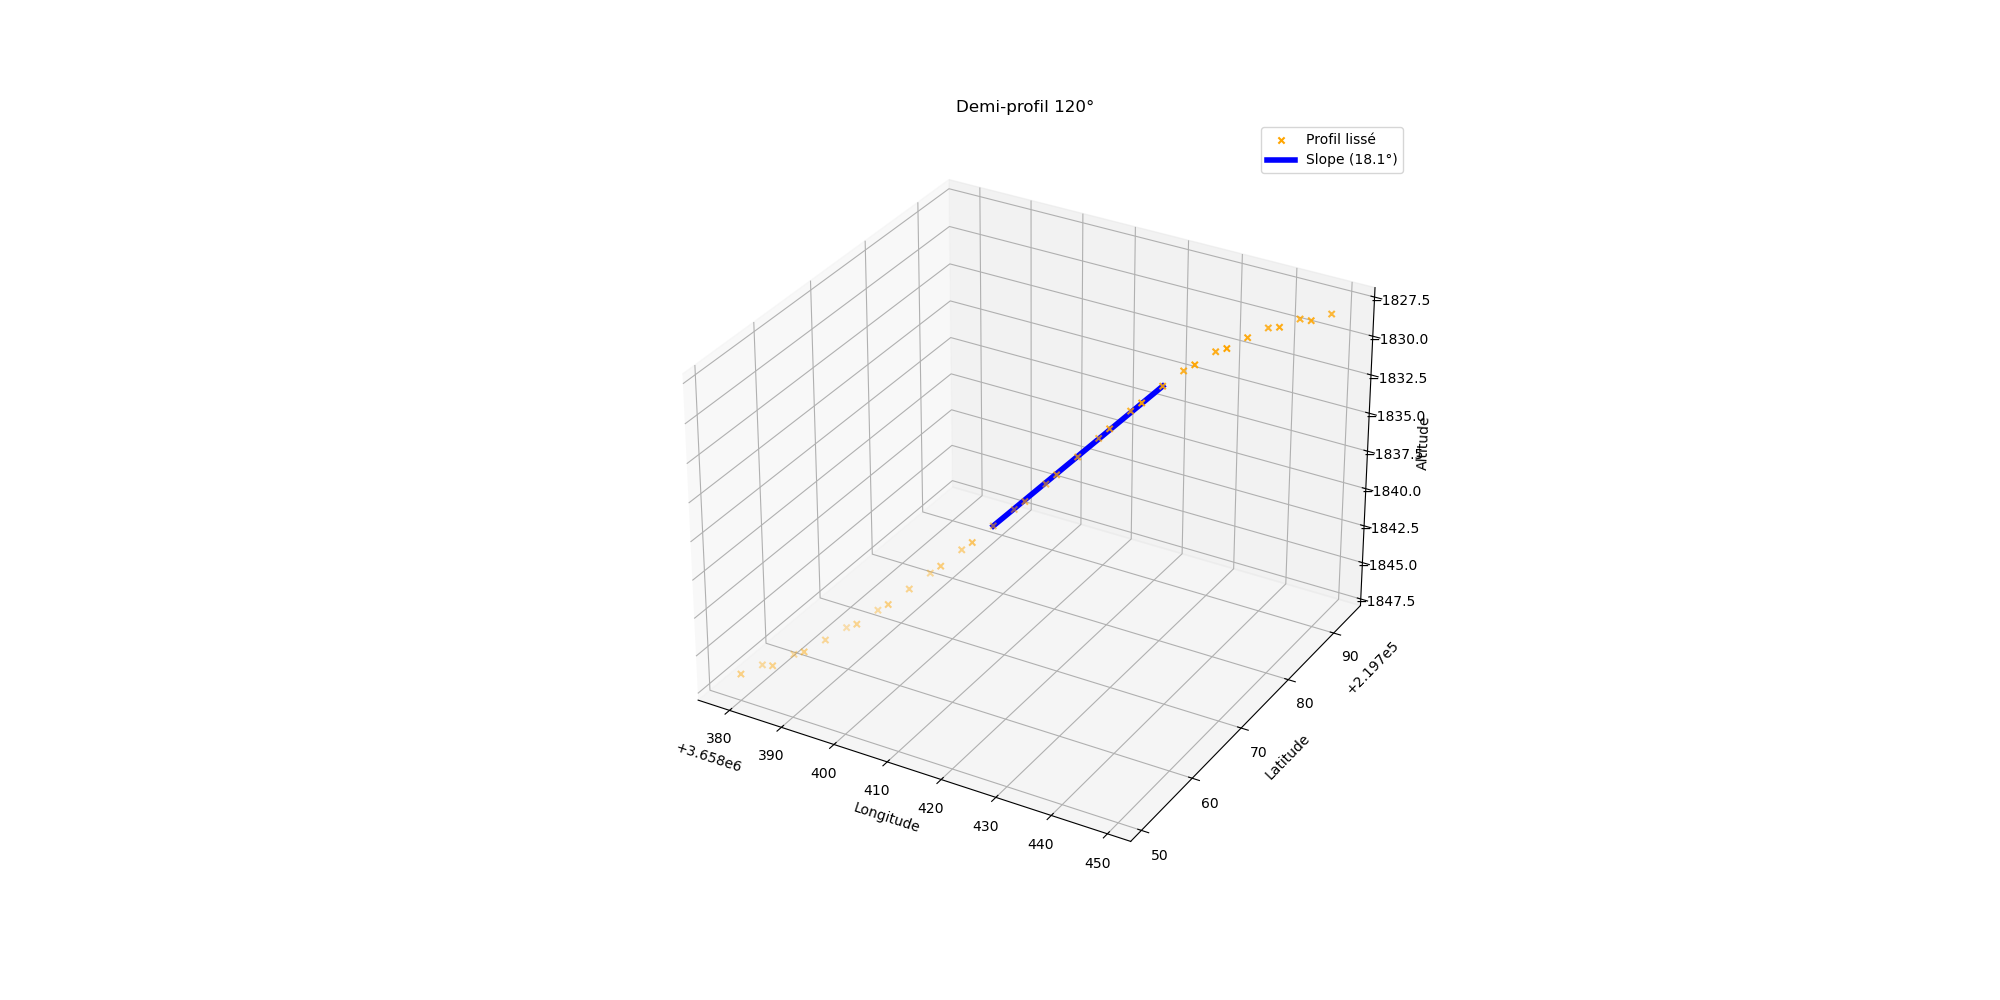 Demi-profil 120°
Profil lissé
Slope (18.1°)
−1827.5
−1830.0
−1832.5
−1835.0
−1837.5
−1840.0
−1842.5
−1845.0
−1847.5
Altitude
90
80
70
60
50
+2.197e5
Latitude
380
390
400
410
420
430
440
450
+3.658e6
Longitude